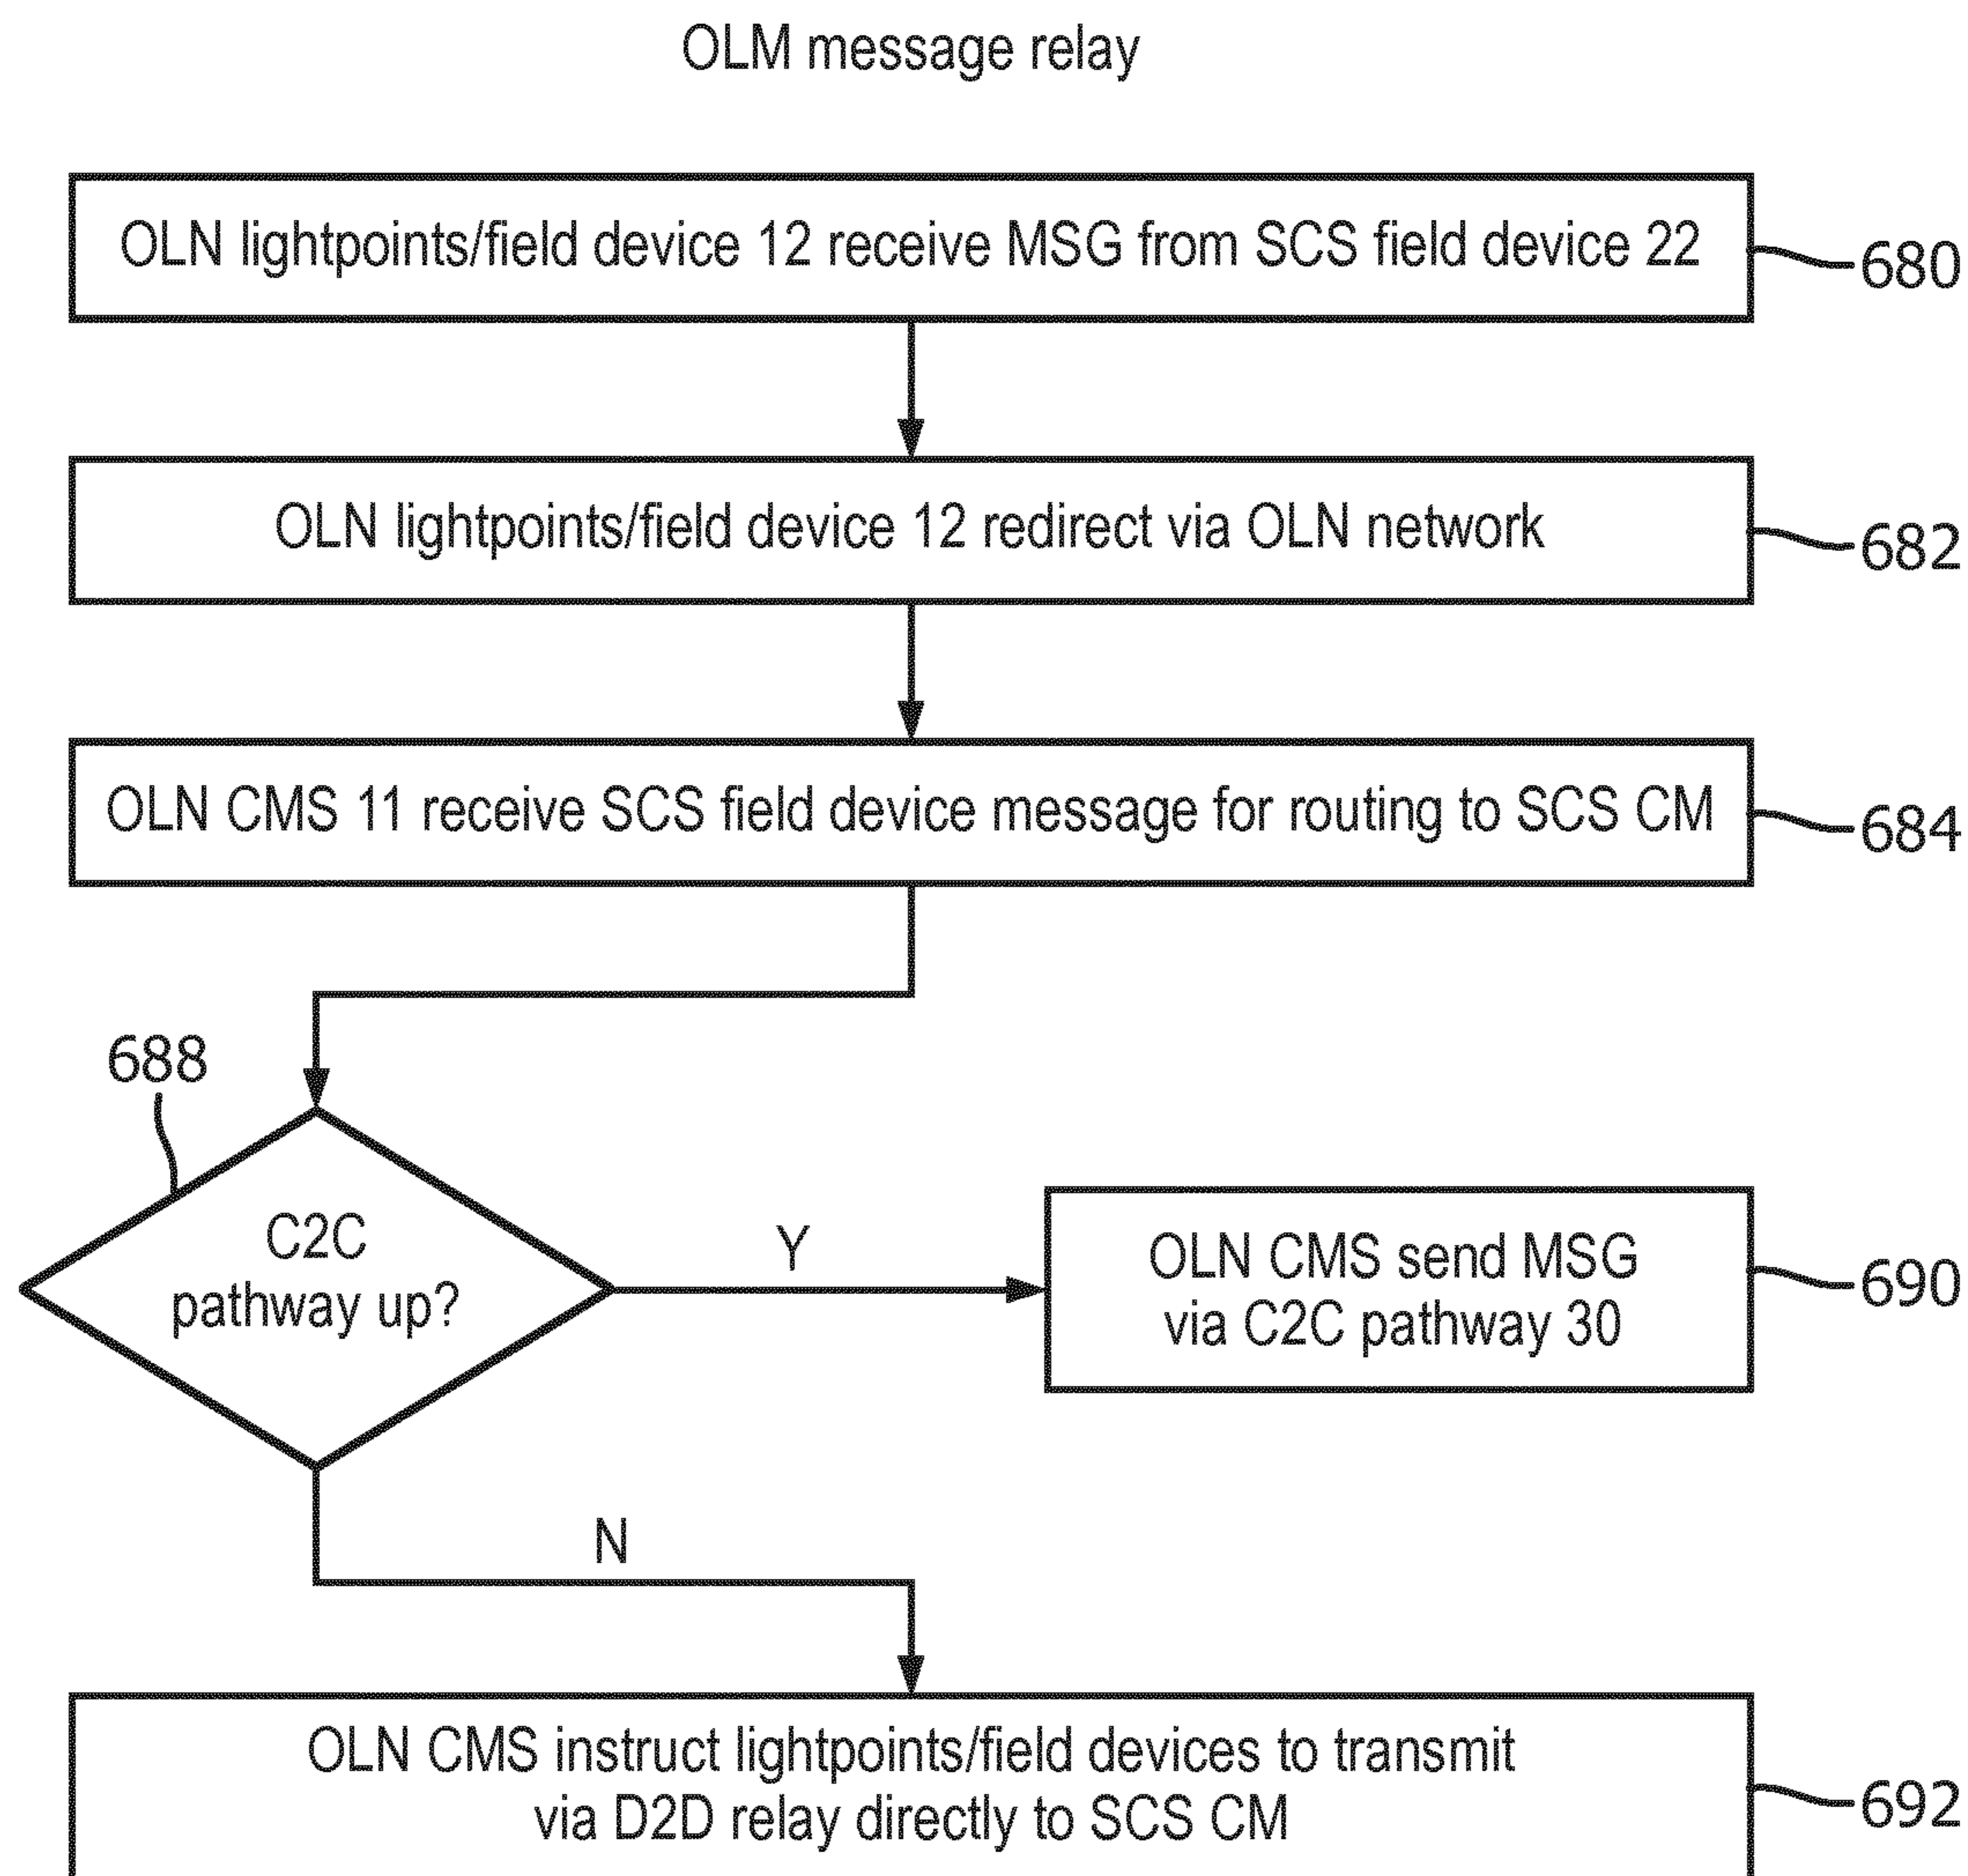 OLM message relay
OLN lightpoints/field device 12 receive MSG from SCS field device 22
680
OLN lightpoints/field device 12 redirect via OLN network
682
OLN CMS 11 receive SCS field device message for routing to SCS CM
684
688
C2C
pathway up?
Y
OLN CMS send MSG
via C2C pathway 30
690
N
OLN CMS instruct lightpoints/field devices to transmit
via D2D relay directly to SCS CM
692